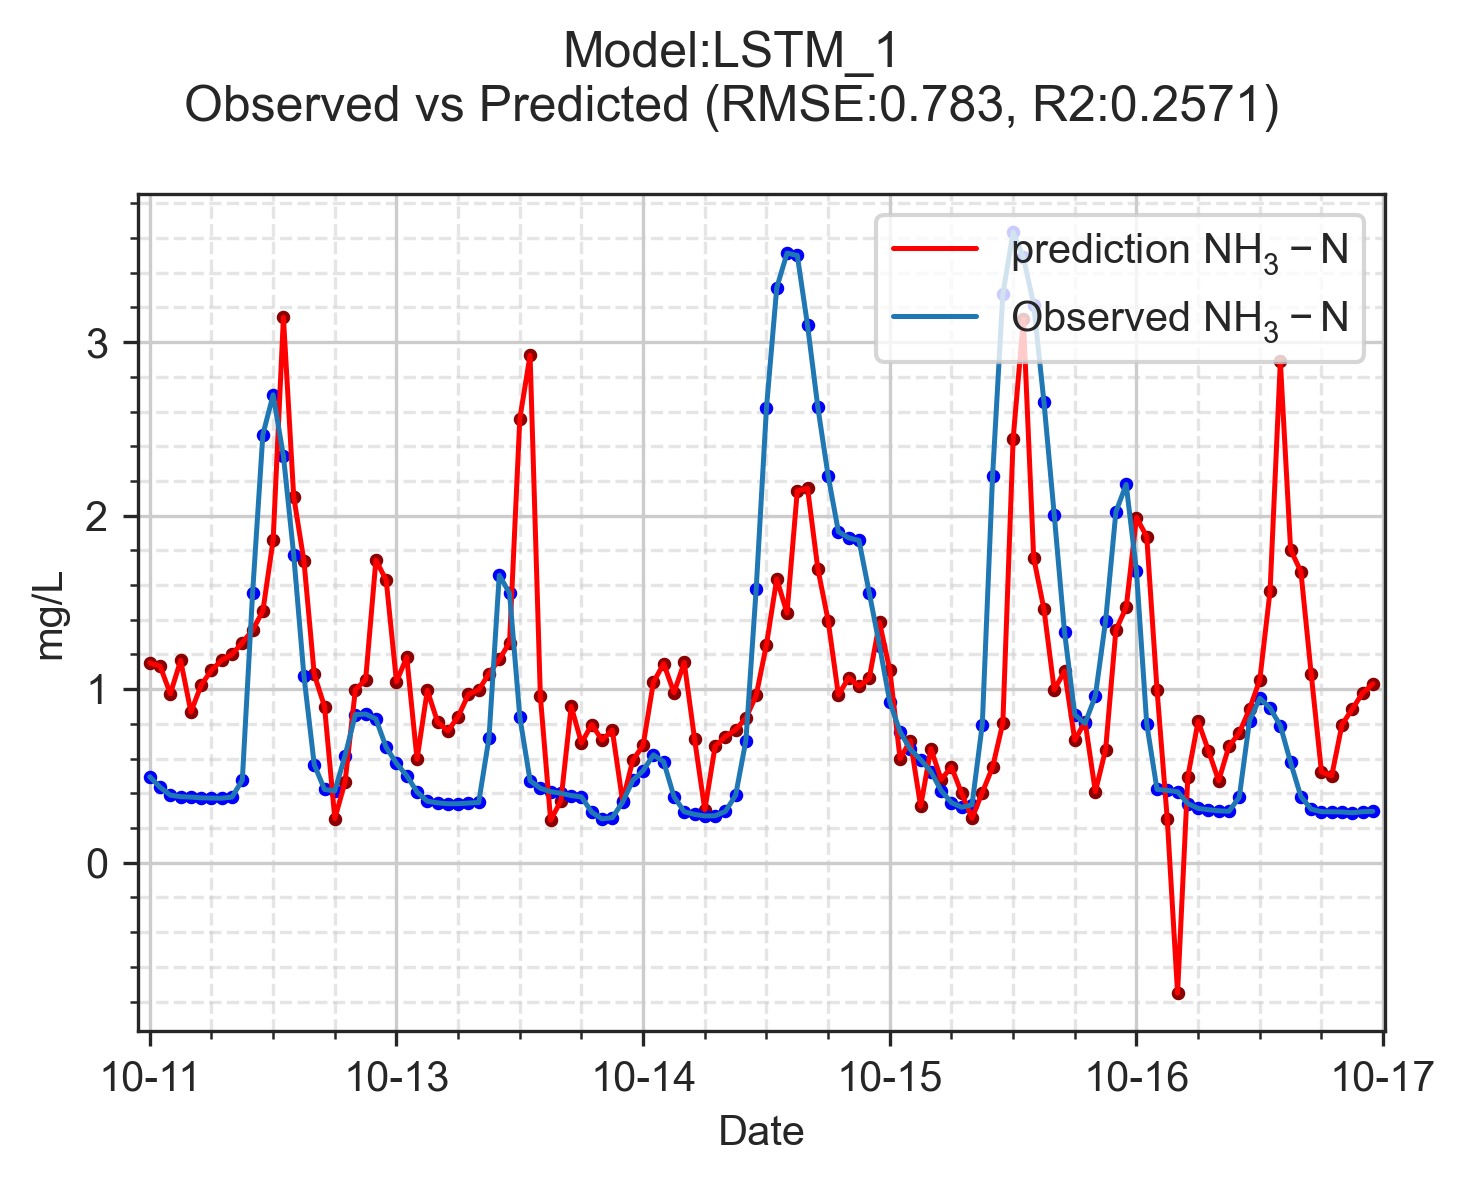 Model:LSTM_1
Observed vs Predicted (RMSE:0.783, R2:0.2571)
prediction NH₃ − N
Observed NH₃ − N
3
2
1
0
mg/L
10-11 10-13 10-14 10-15 10-16 10-17
Date